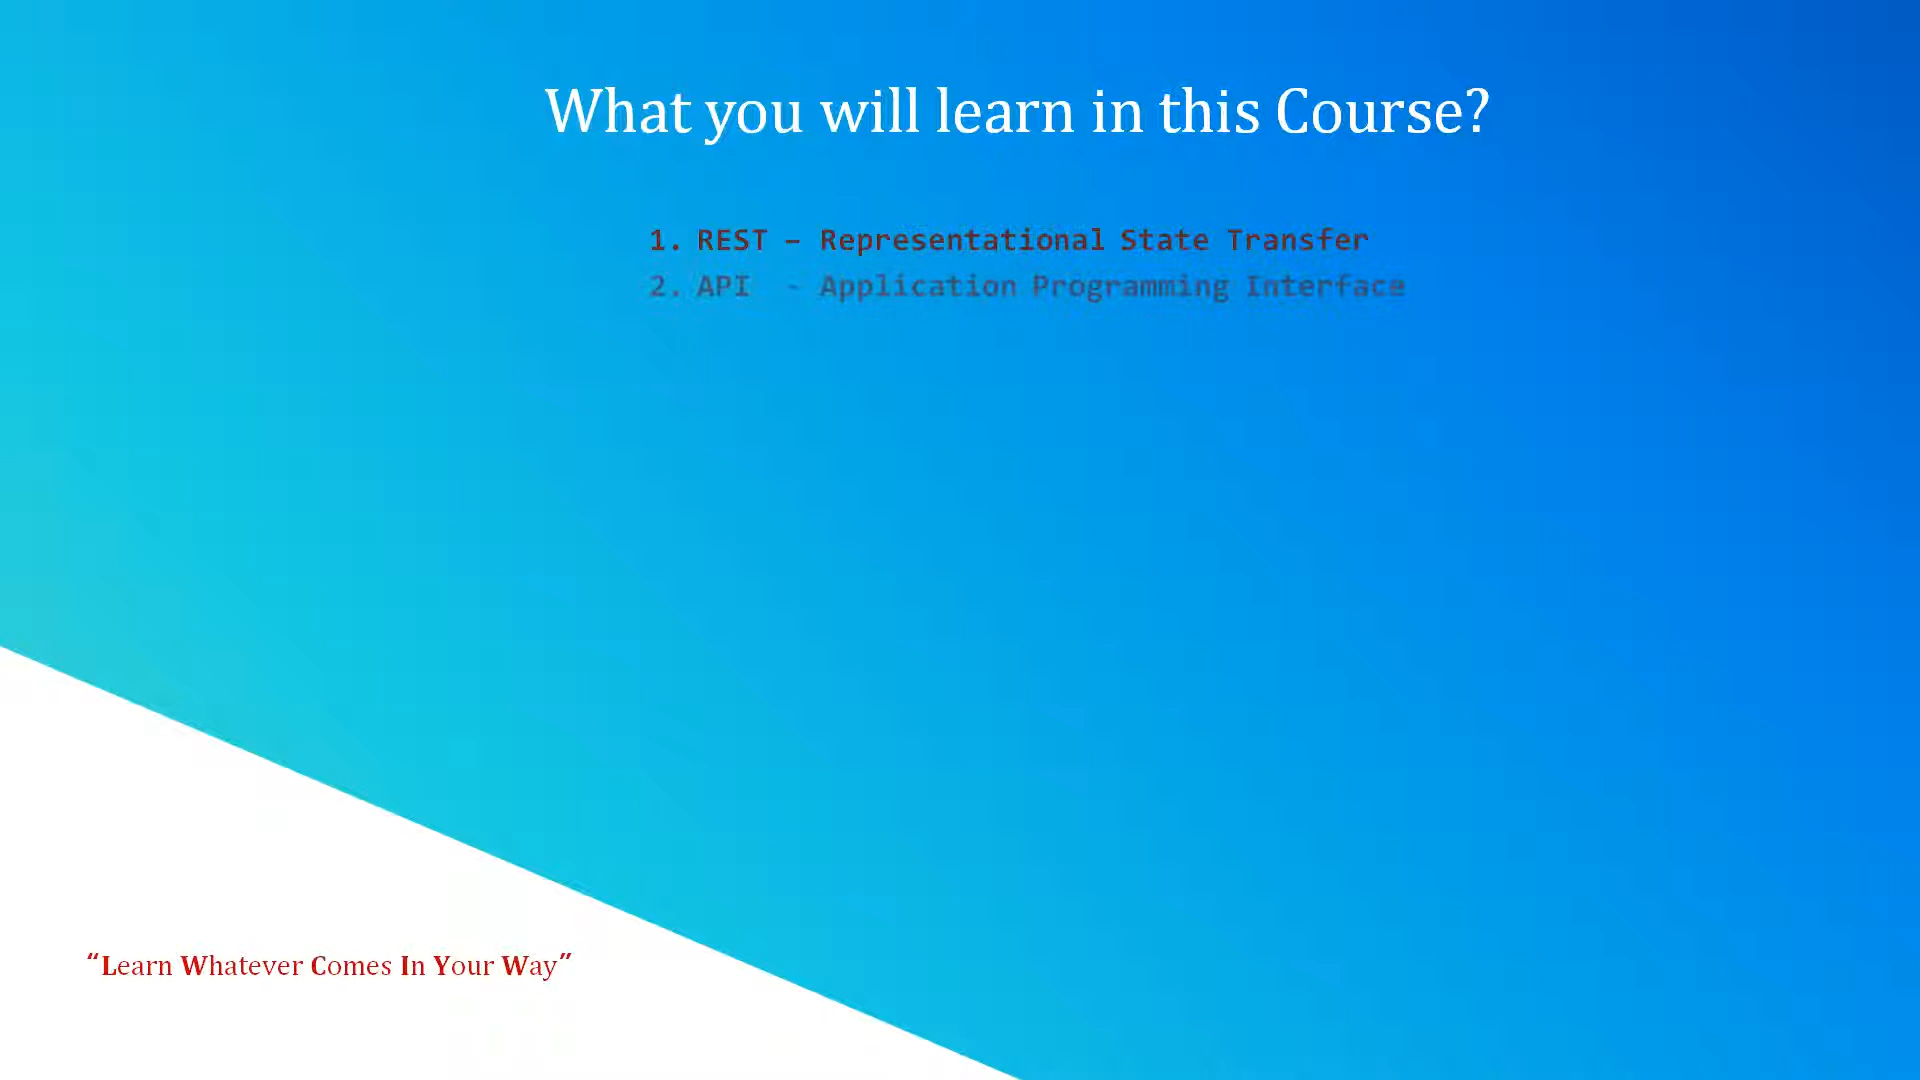 What you will learn in this Course?
1. REST – Representational State Transfer
2. API - Application Programming Interface
“Learn Whatever Comes In Your Way”